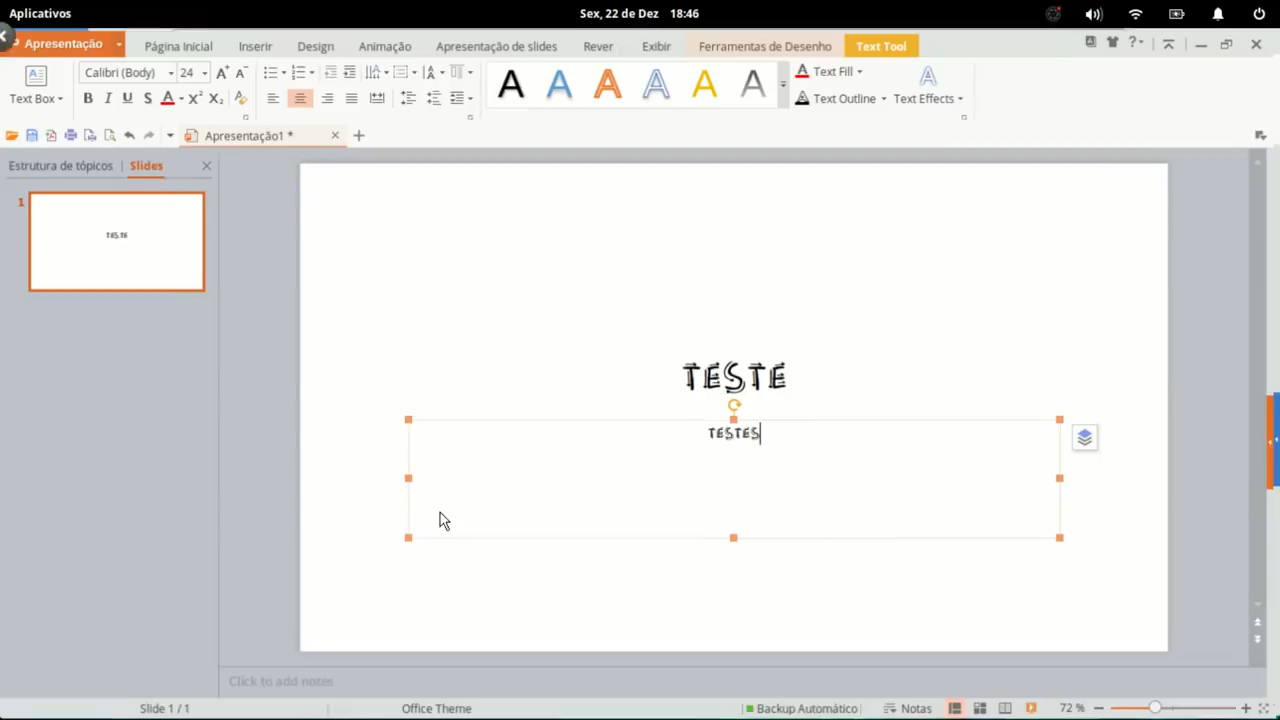 Aplicativos
Sex, 22 de Dez 18:46
Apresentação
Página Inicial Inserir Design Animação Apresentação de slides Rever Exibir Ferramentas de Desenho Text Tool
Calibri (Body) 24
Text Fill
Text Box
Text Outline
Text Effects
Apresentação1 *
Estrutura de tópicos | Slides
1
TESTE
TESTE
TESTES
Click to add notes
Slide 1 / 1
Office Theme
Backup Automático
Notas
72 %